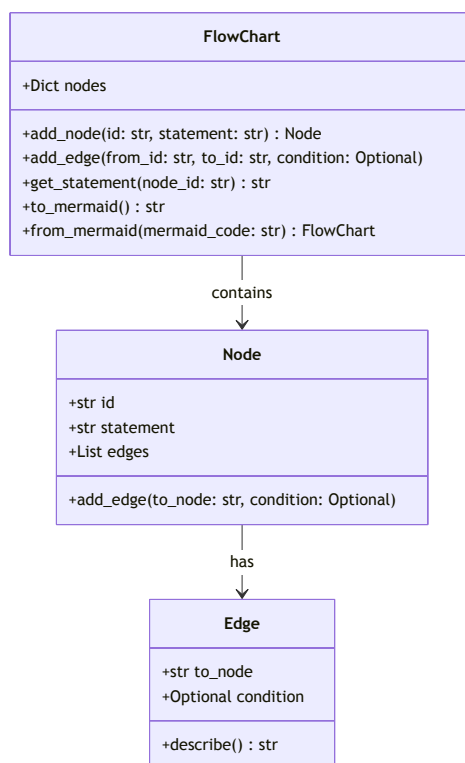 FlowChart
+Dict nodes
+add_node(id: str, statement: str) : Node
+add_edge(from_id: str, to_id: str, condition: Optional)
+get_statement(node_id: str) : str
+to_mermaid() : str
+from_mermaid(mermaid_code: str) : FlowChart
contains
Node
+str id
+str statement
+List edges
+add_edge(to_node: str, condition: Optional)
has
Edge
+str to_node
+Optional condition
+describe() : str